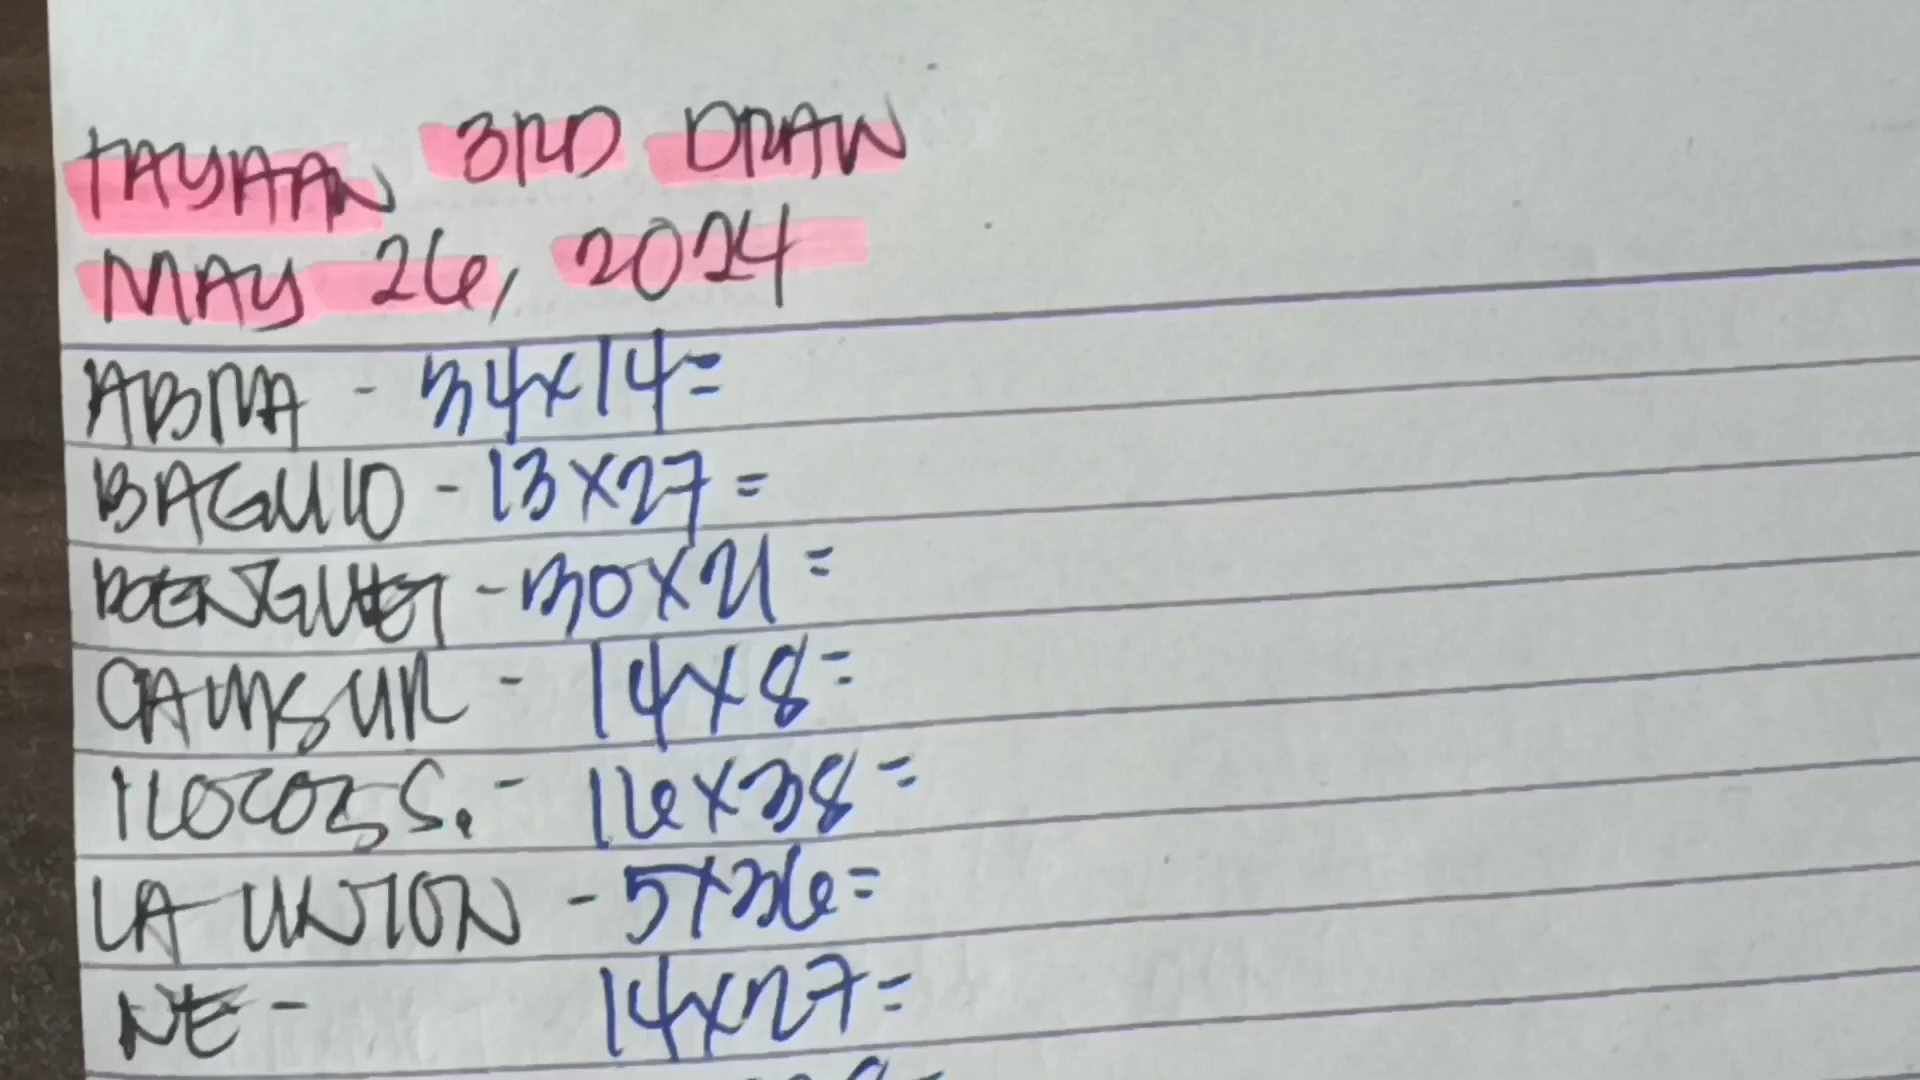 TAYAAN 3RD DRAW
MAY 26, 2024
ABRA - 34x14=
BAGUIO - 13x27=
BENGUET - 30x21=
CAMSUR - 14x8=
ILOCOS S. - 16x38=
LA UNION - 5x36=
NE - 14x27=